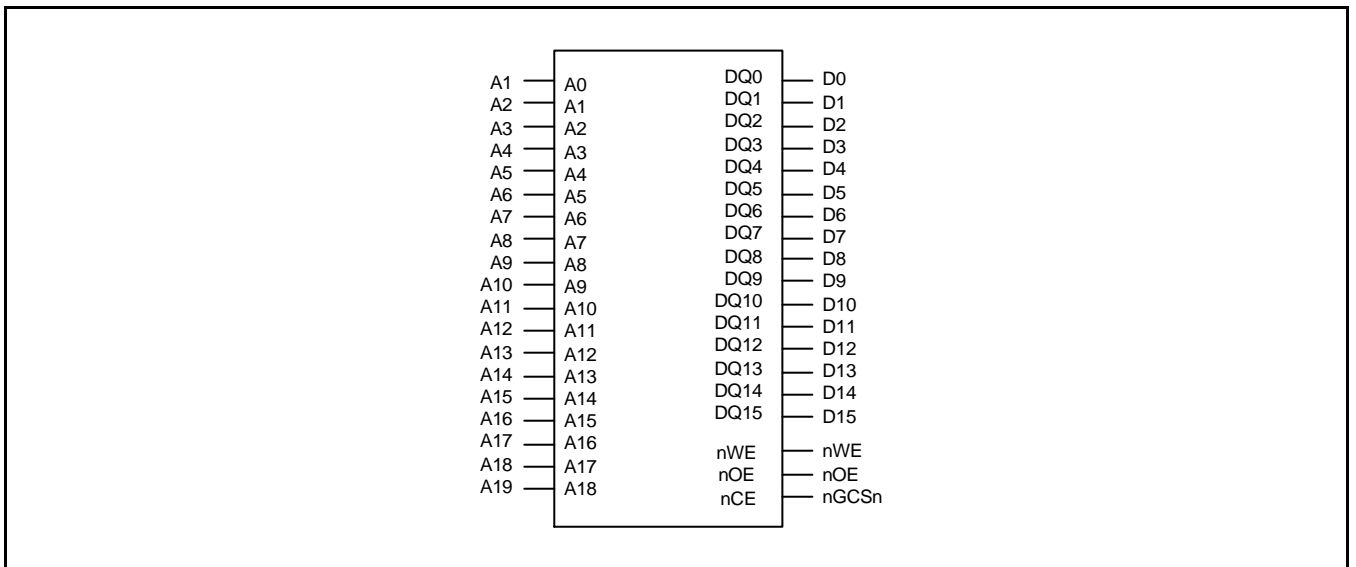 A1 A0 DQ0 D0
A2 A1 DQ1 D1
A3 A2 DQ2 D2
A4 A3 DQ3 D3
A5 A4 DQ4 D4
A6 A5 DQ5 D5
A7 A6 DQ6 D6
A8 A7 DQ7 D7
A9 A8 DQ8 D8
A10 A9 DQ9 D9
A11 A10 DQ10 D10
A12 A11 DQ11 D11
A13 A12 DQ12 D12
A14 A13 DQ13 D13
A15 A14 DQ14 D14
A16 A15 DQ15 D15
A17 A16 nWE nWE
A18 A17 nOE nOE
A19 A18 nCE nGCSn